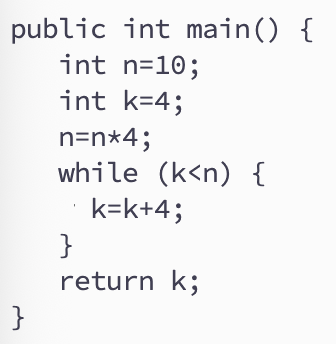 public int main() {
int n=10;
int k=4;
n=n*4;
while (k<n) {
k=k+4;
}
return k;
}